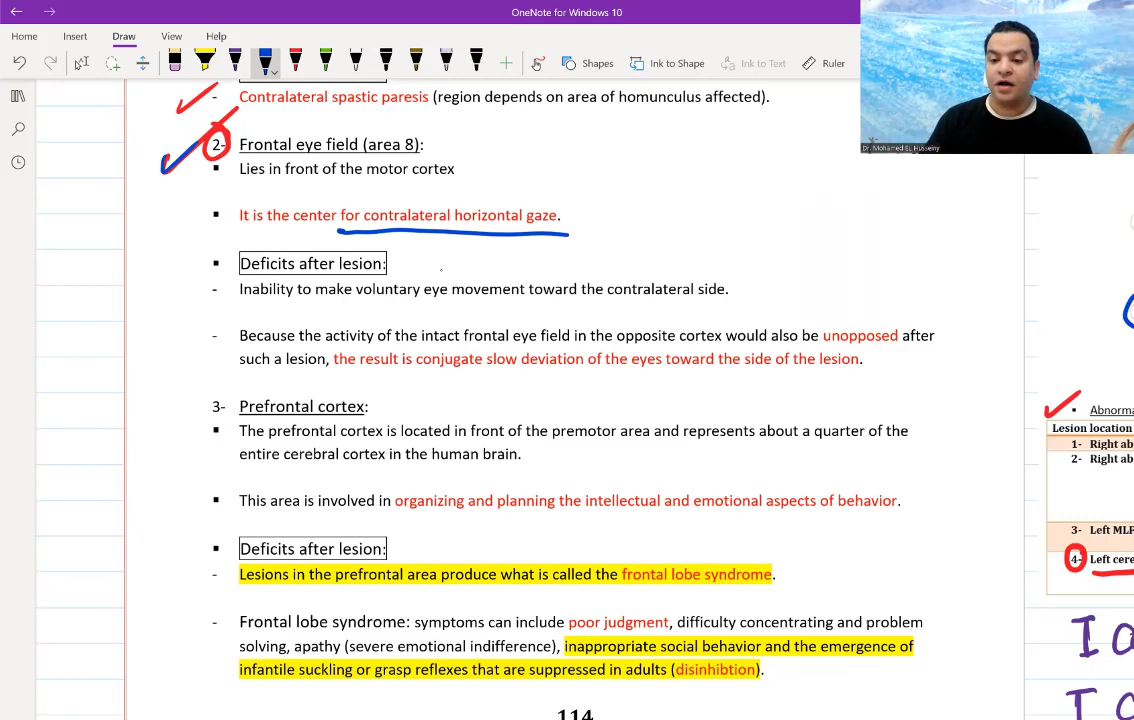 OneNote for Windows 10
Home Insert Draw View Help
Shapes Ink to Shape Ink to Text Ruler
- Contralateral spastic paresis (region depends on area of homunculus affected).
2- Frontal eye field (area 8):
▪ Lies in front of the motor cortex
▪ It is the center for contralateral horizontal gaze.
▪ Deficits after lesion:
- Inability to make voluntary eye movement toward the contralateral side.
- Because the activity of the intact frontal eye field in the opposite cortex would also be unopposed after
such a lesion, the result is conjugate slow deviation of the eyes toward the side of the lesion.
3- Prefrontal cortex:
▪ The prefrontal cortex is located in front of the premotor area and represents about a quarter of the
entire cerebral cortex in the human brain.
▪ This area is involved in organizing and planning the intellectual and emotional aspects of behavior.
▪ Deficits after lesion:
- Lesions in the prefrontal area produce what is called the frontal lobe syndrome.
- Frontal lobe syndrome: symptoms can include poor judgment, difficulty concentrating and problem
solving, apathy (severe emotional indifference), inappropriate social behavior and the emergence of
infantile suckling or grasp reflexes that are suppressed in adults (disinhibtion).
114
Dr. Mohamed EL Husseiny
▪ Abnorma
Lesion location
1- Right ab
2- Right ab
3- Left MLF
4- Left cere
I a
I c